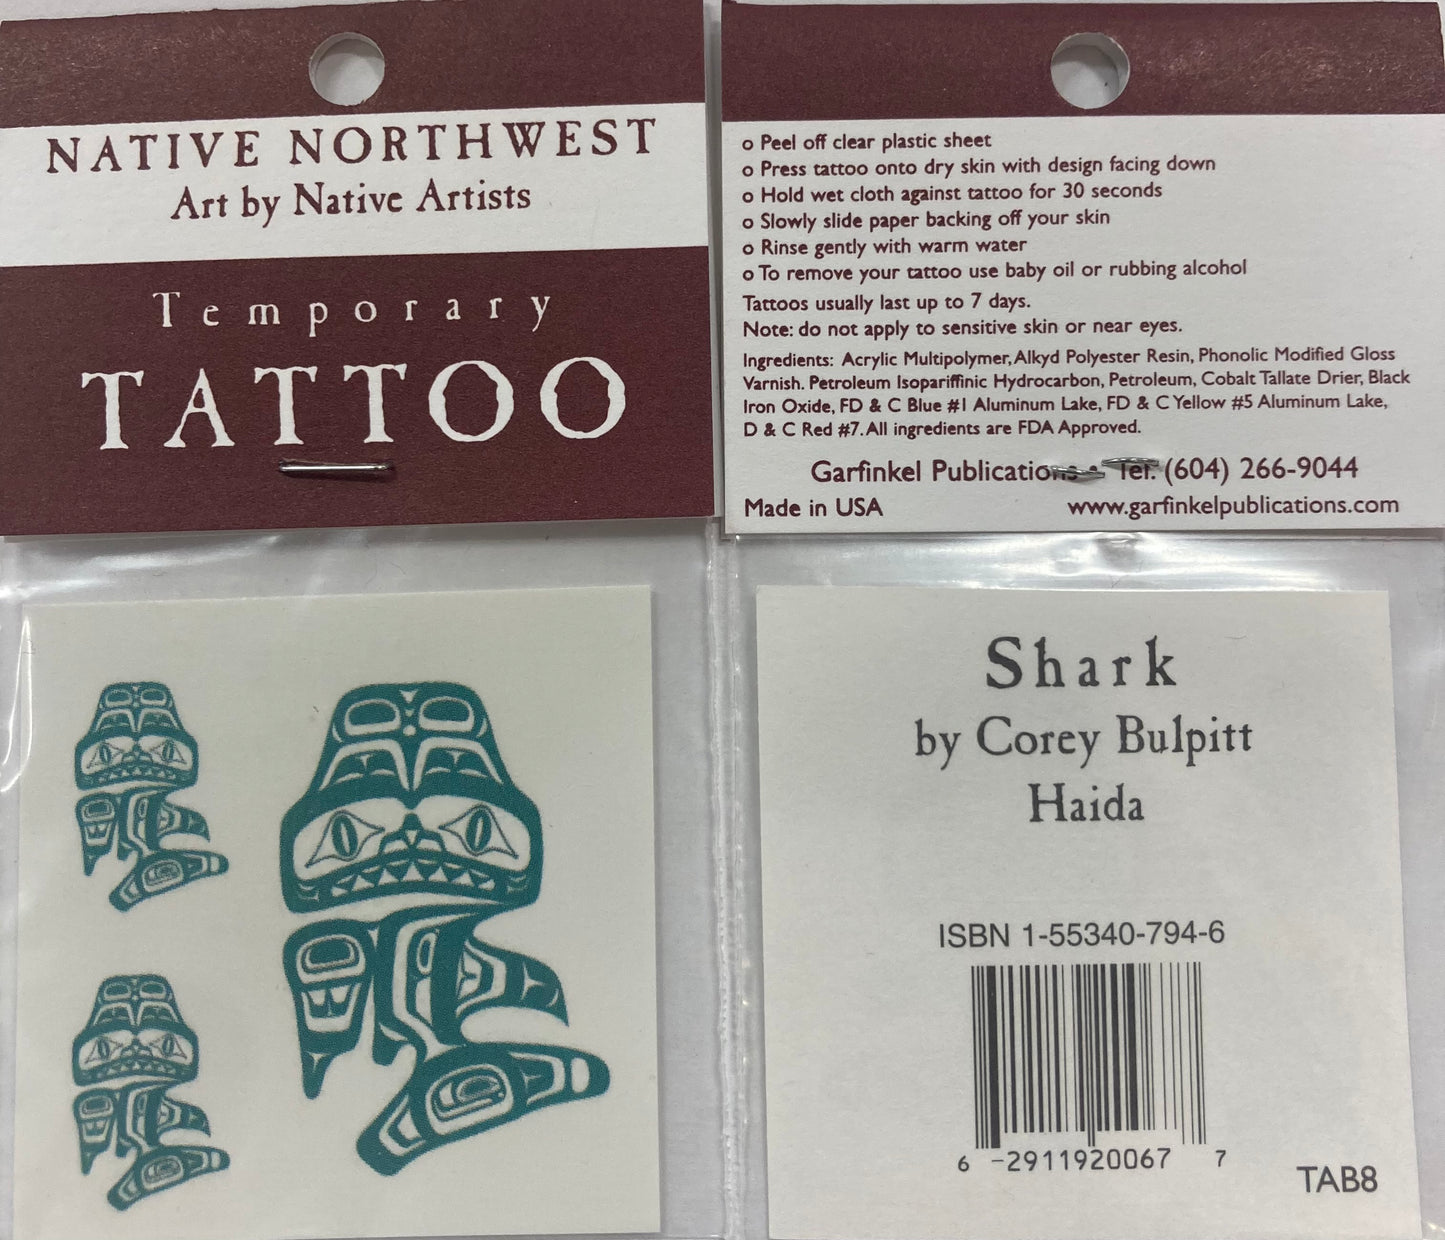 NATIVE NORTHWEST
Art by Native Artists
Temporary
TATTOO
o Peel off clear plastic sheet
o Press tattoo onto dry skin with design facing down
o Hold wet cloth against tattoo for 30 seconds
o Slowly slide paper backing off your skin
o Rinse gently with warm water
o To remove your tattoo use baby oil or rubbing alcohol
Tattoos usually last up to 7 days.
Note: do not apply to sensitive skin or near eyes.
Ingredients: Acrylic Multipolymer, Alkyd Polyester Resin, Phonolic Modified Gloss
Varnish. Petroleum Isopariffinic Hydrocarbon, Petroleum, Cobalt Tallate Drier, Black
Iron Oxide, FD & C Blue #1 Aluminum Lake, FD & C Yellow #5 Aluminum Lake,
D & C Red #7. All ingredients are FDA Approved.
Garfinkel Publications • Tel. (604) 266-9044
Made in USA www.garfinkelpublications.com
Shark
by Corey Bulpitt
Haida
ISBN 1-55340-794-6
6 -2911920067 7
TAB8